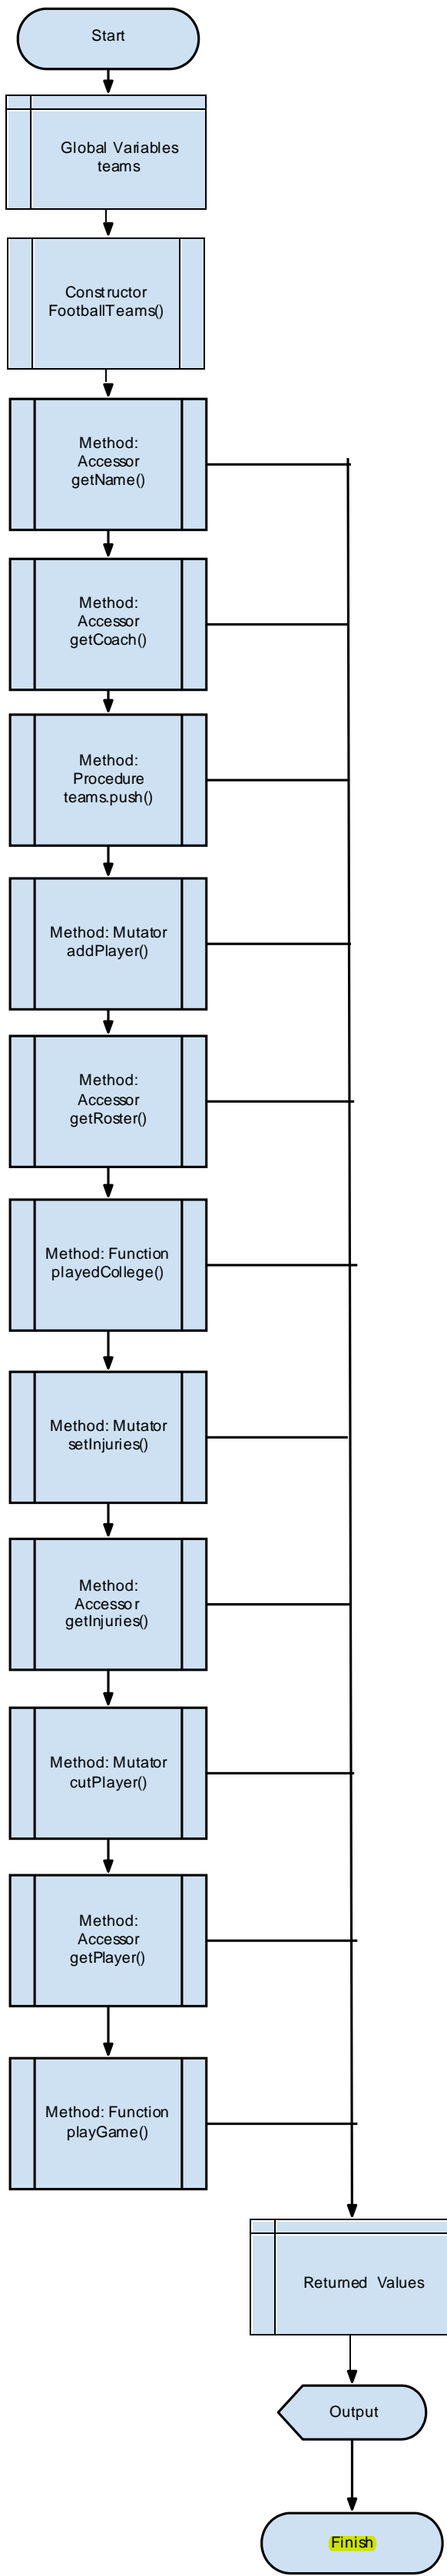 Start
Global Variables
teams
Constructor
FootballTeams()
Method:
Accessor
getName()
Method:
Accessor
getCoach()
Method:
Procedure
teams.push()
Method: Mutator
addPlayer()
Method:
Accessor
getRoster()
Method: Function
playedCollege()
Method: Mutator
setInjuries()
Method:
Accessor
getInjuries()
Method: Mutator
cutPlayer()
Method:
Accessor
getPlayer()
Method: Function
playGame()
Returned Values
Output
Finish